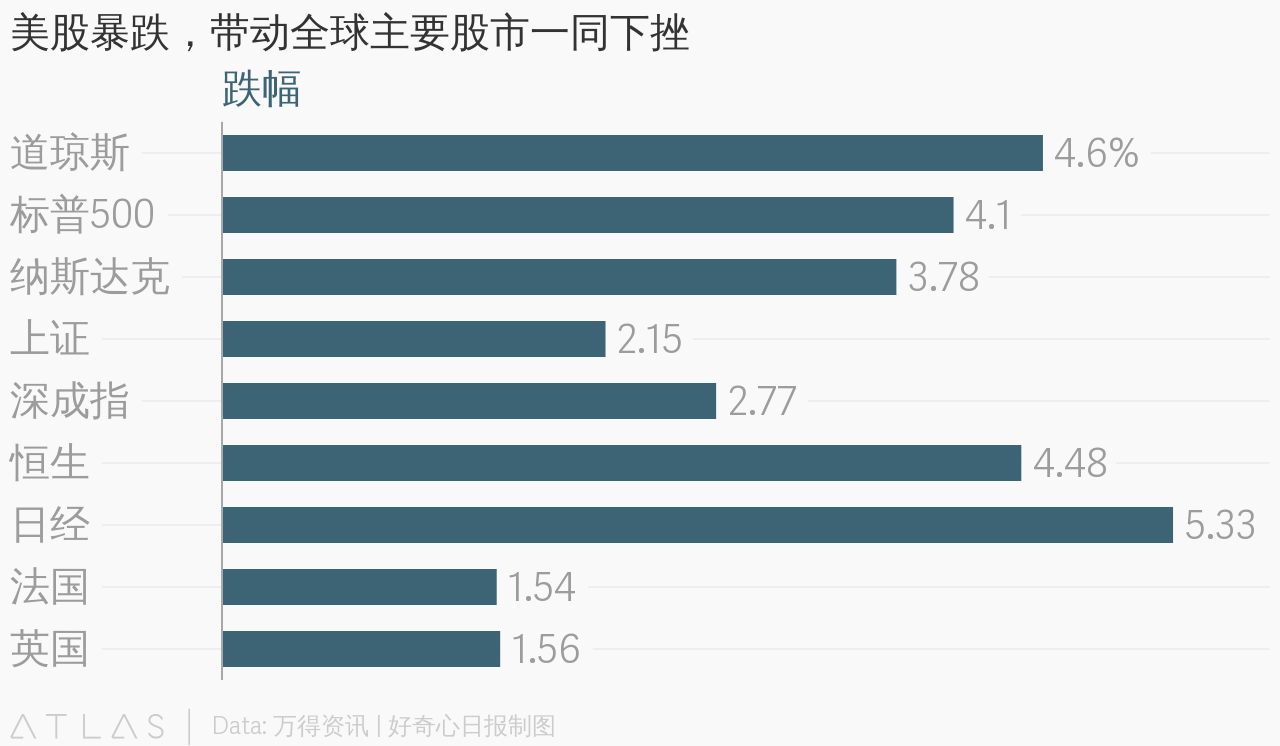 美股暴跌，带动全球主要股市一同下挫
跌幅
道琼斯 4.6%
标普500 4.1
纳斯达克 3.78
上证 2.15
深成指 2.77
恒生 4.48
日经 5.33
法国 1.54
英国 1.56
ATLAS | Data: 万得资讯 | 好奇心日报制图